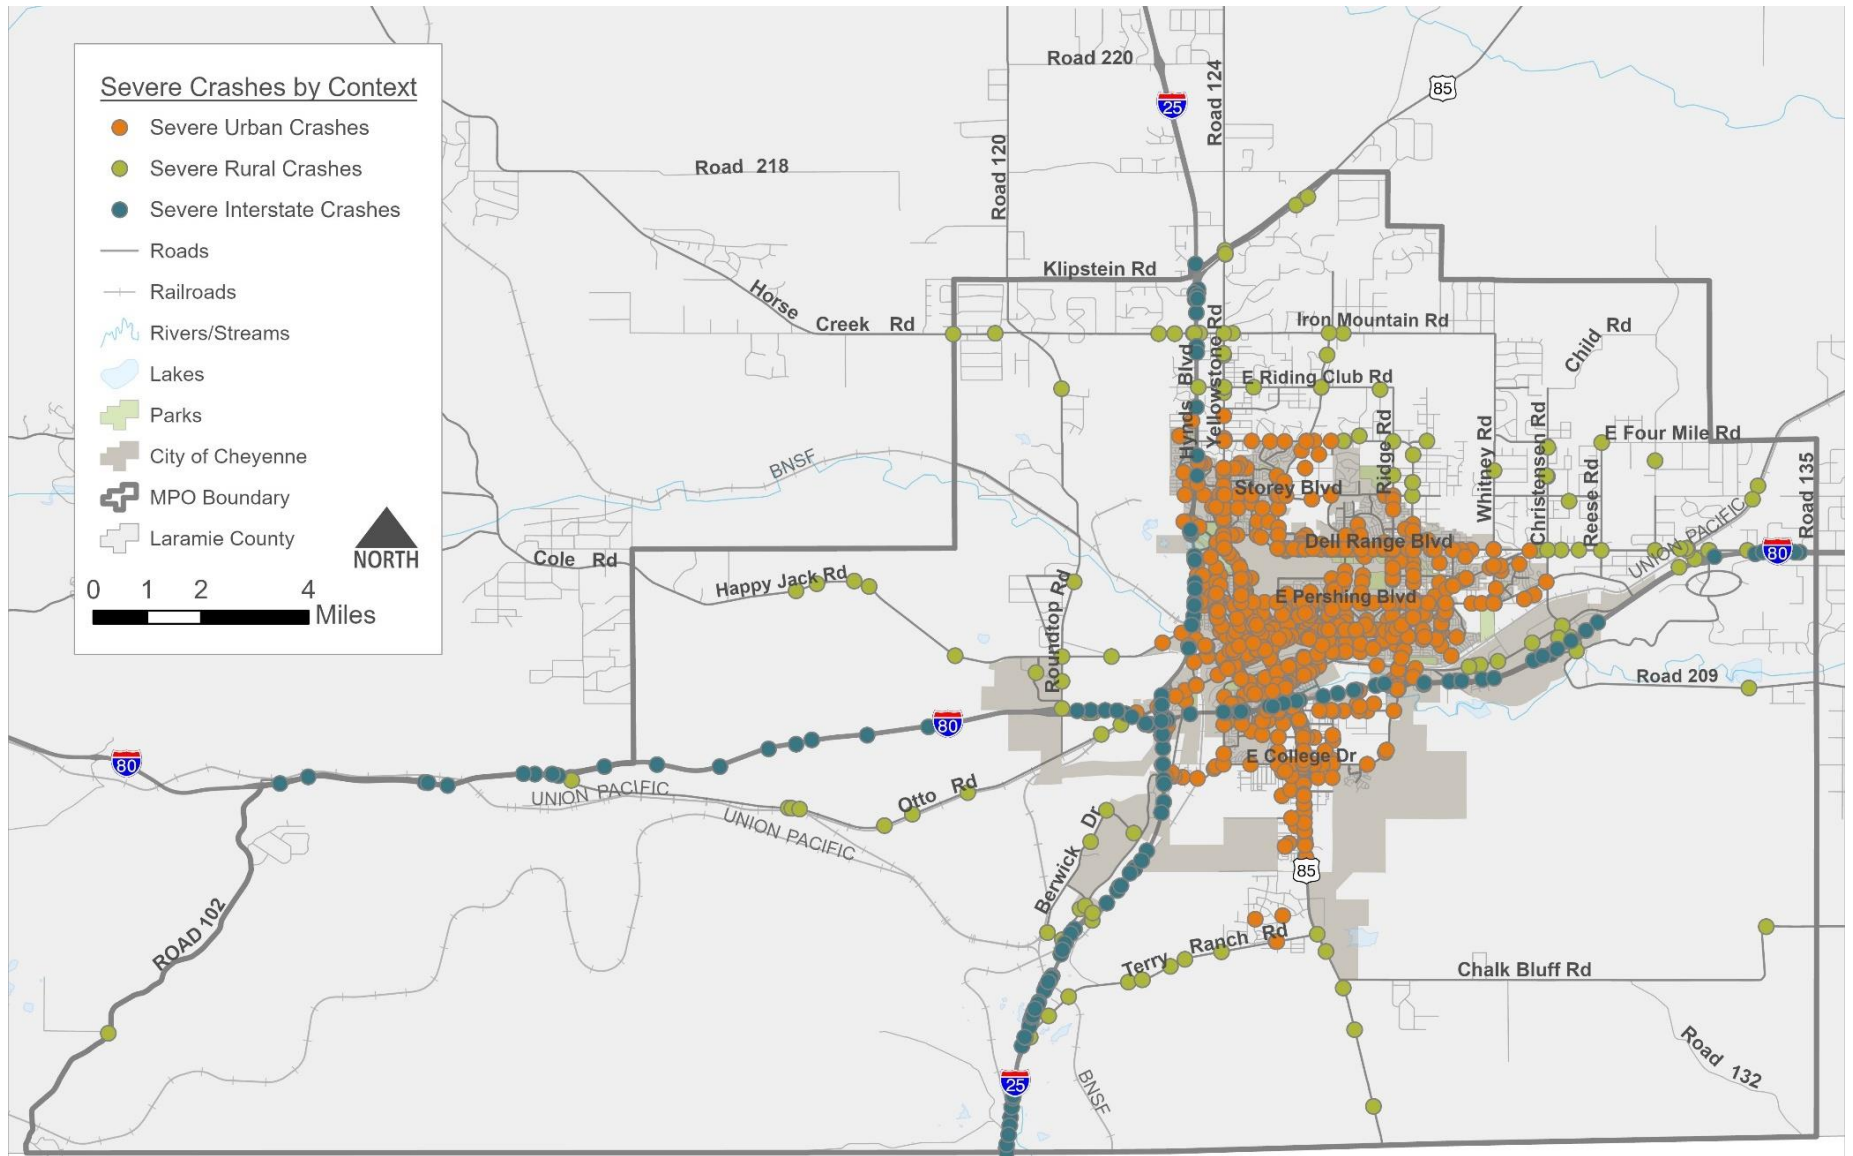 Severe Crashes by Context
Severe Urban Crashes
Severe Rural Crashes
Severe Interstate Crashes
Roads
Railroads
Rivers/Streams
Lakes
Parks
City of Cheyenne
MPO Boundary
Laramie County
NORTH
0 1 2 4
Miles
Road 220
85
25
Road 124
Road 120
Road 218
Klipstein Rd
Horse Creek Rd
Iron Mountain Rd
Child Rd
Hynds Blvd
Yellowstone Rd
E Riding Club Rd
Ridge Rd
Whitney Rd
Christensen Rd
Reese Rd
E Four Mile Rd
Road 135
BNSF
Storey Blvd
Dell Range Blvd
UNION PACIFIC
80
Cole Rd
Happy Jack Rd
Roundtop Rd
E Pershing Blvd
Road 209
80
80
E College Dr
UNION PACIFIC
UNION PACIFIC
Otto Rd
Berwick Dr
85
ROAD 102
Terry Ranch Rd
Chalk Bluff Rd
Road 132
25
BNSF